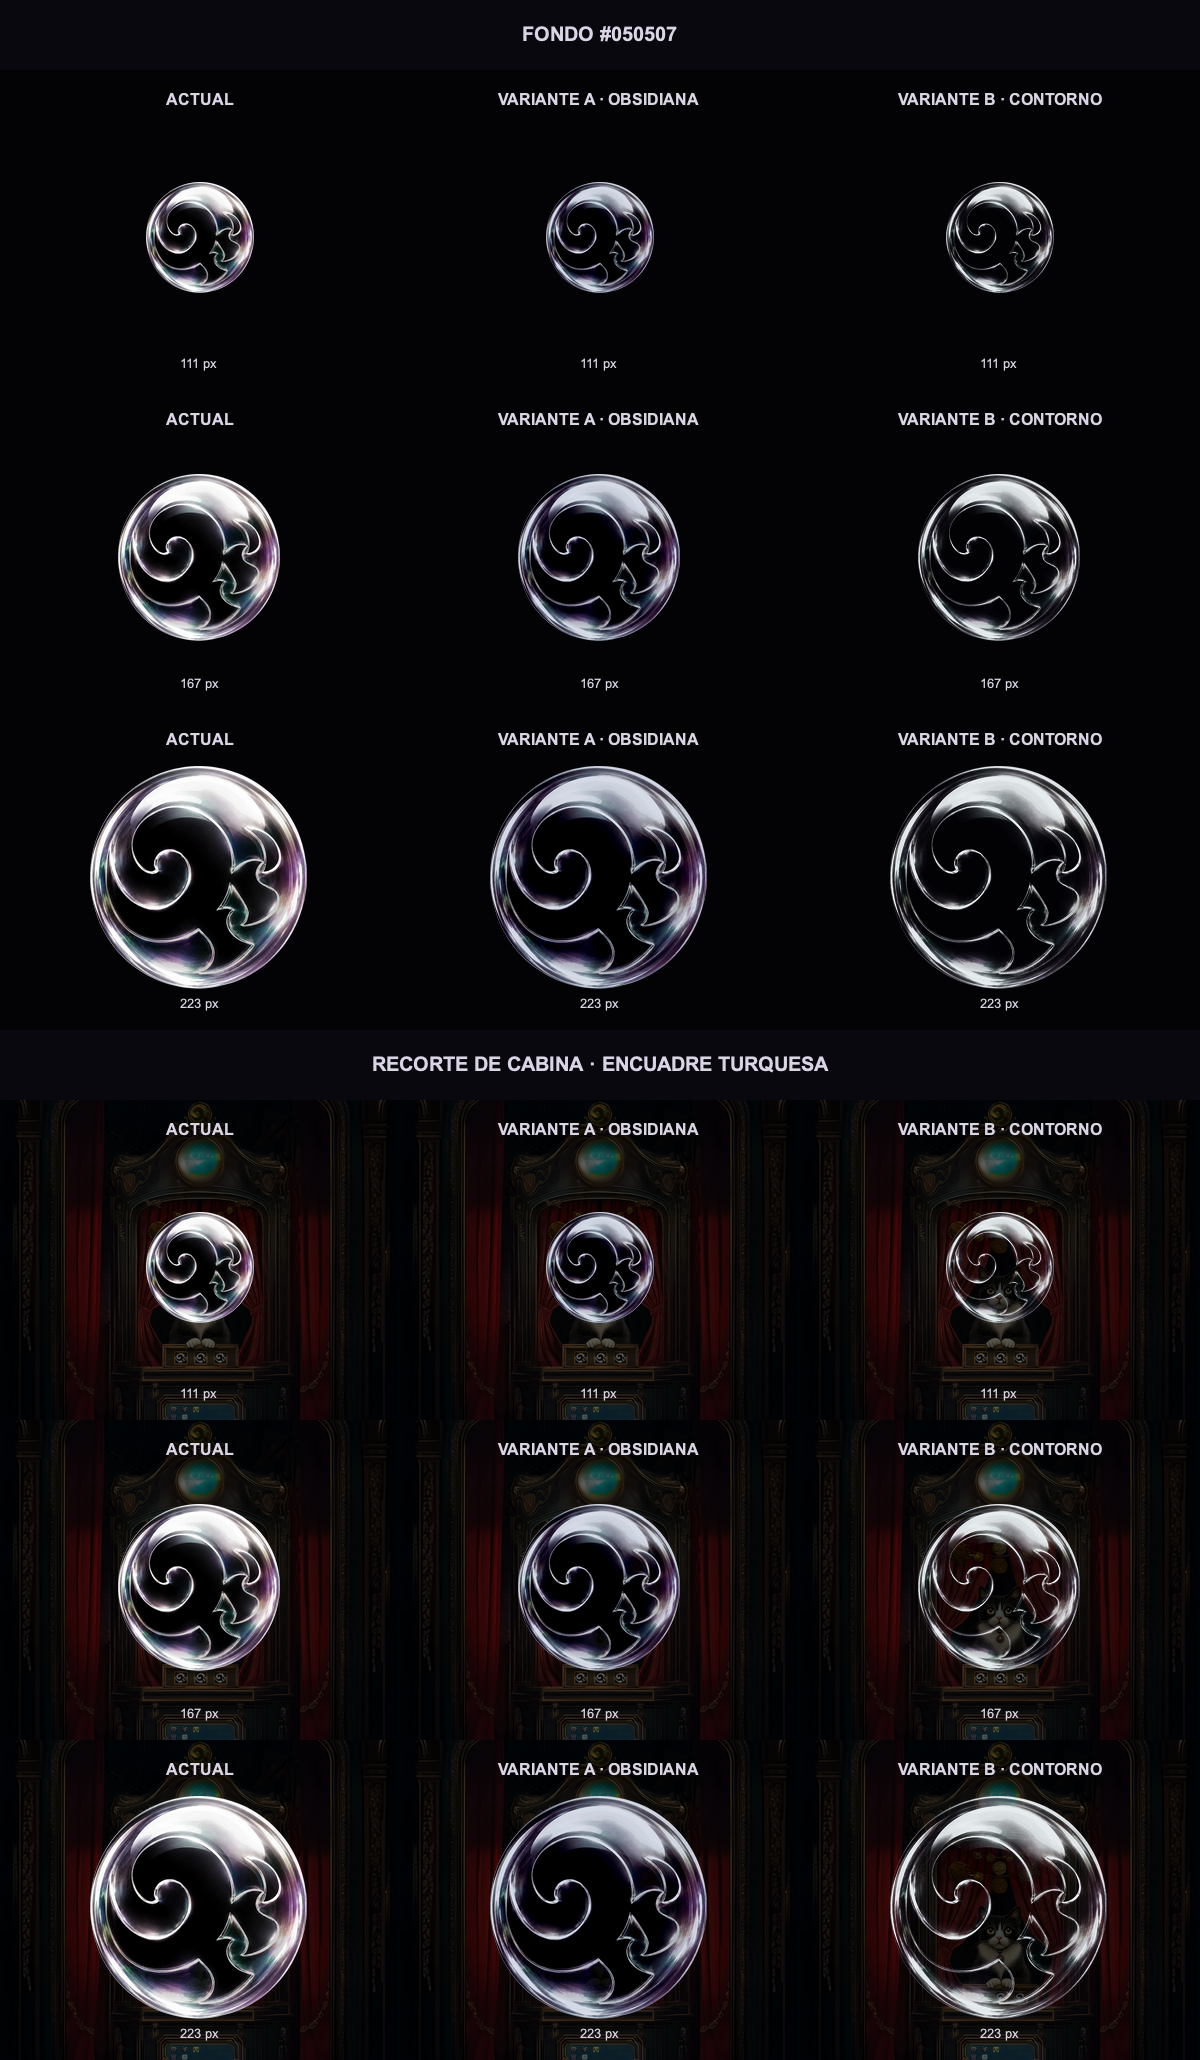 FONDO #050507
ACTUAL
VARIANTE A · OBSIDIANA
VARIANTE B · CONTORNO
111 px
111 px
111 px
ACTUAL
VARIANTE A · OBSIDIANA
VARIANTE B · CONTORNO
167 px
167 px
167 px
ACTUAL
VARIANTE A · OBSIDIANA
VARIANTE B · CONTORNO
223 px
223 px
223 px
RECORTE DE CABINA · ENCUADRE TURQUESA
ACTUAL
VARIANTE A · OBSIDIANA
VARIANTE B · CONTORNO
111 px
111 px
111 px
ACTUAL
VARIANTE A · OBSIDIANA
VARIANTE B · CONTORNO
167 px
167 px
167 px
ACTUAL
VARIANTE A · OBSIDIANA
VARIANTE B · CONTORNO
223 px
223 px
223 px